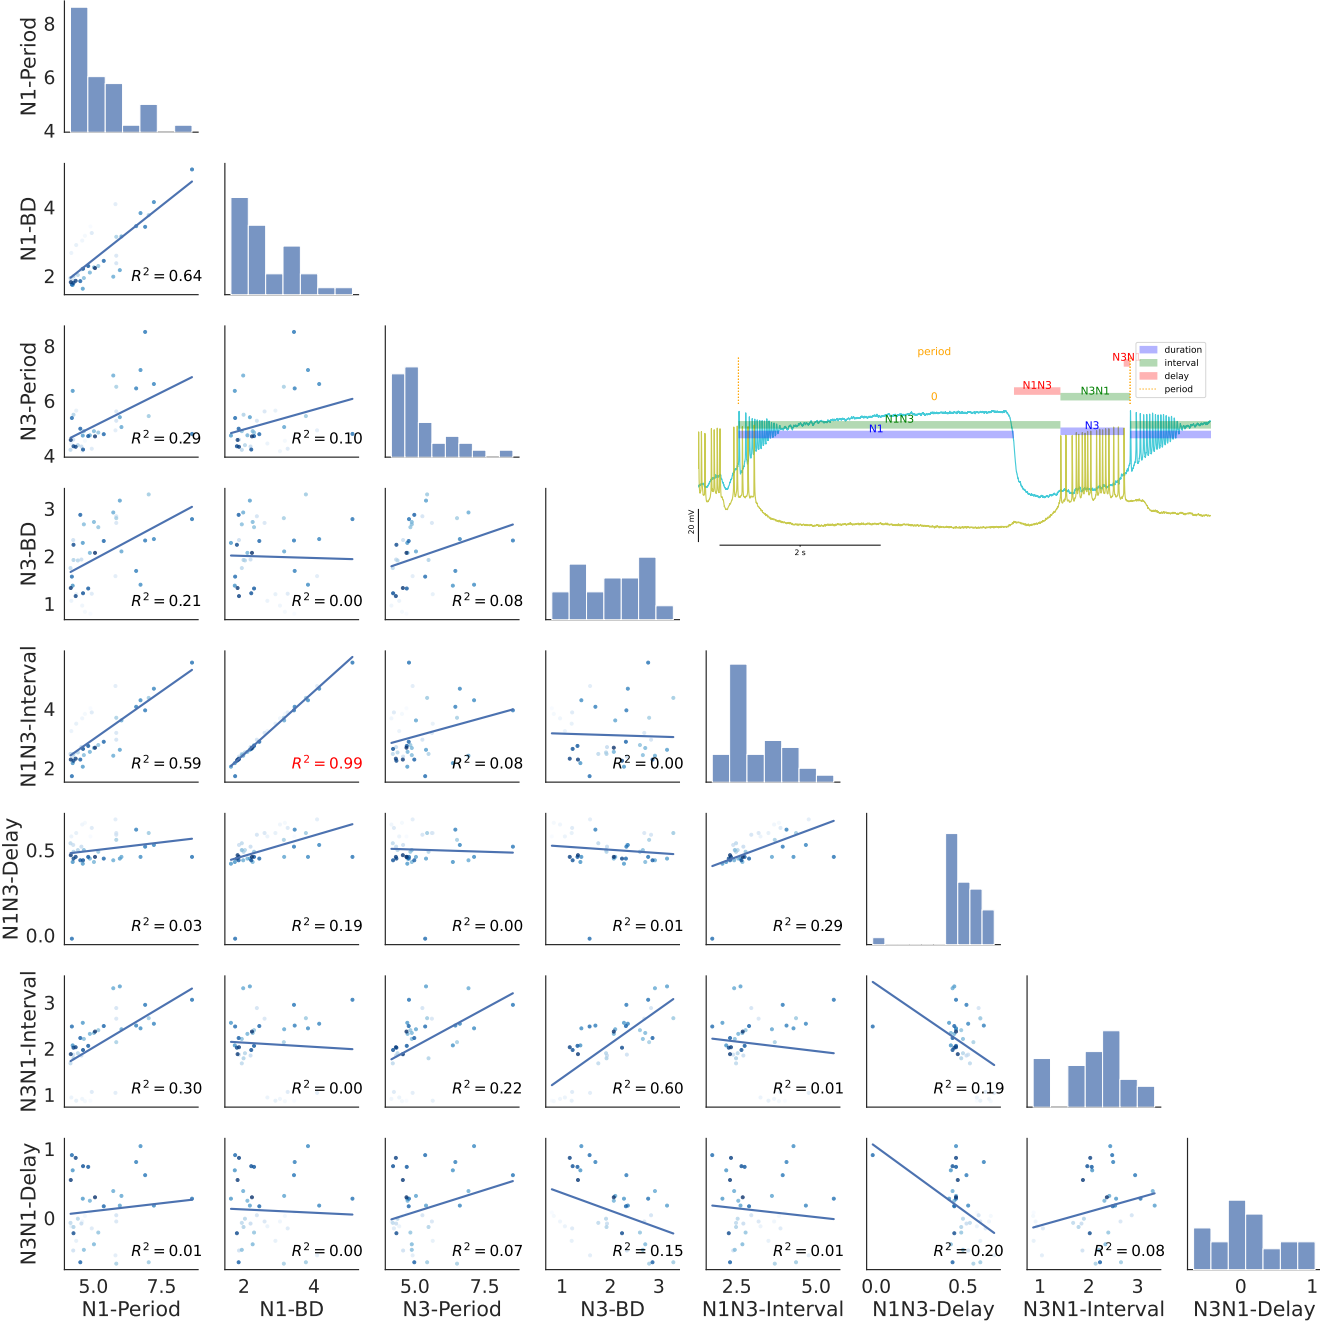 N1-Period
8
6
4
N1-BD
4
2
R² = 0.64
N3-Period
8
6
4
R² = 0.29
R² = 0.10
period
0
N1N3
N3N1
N3N
duration
interval
delay
period
N1N3
N1
N3
20 mV
2 s
N3-BD
3
2
1
R² = 0.21
R² = 0.00
R² = 0.08
N1N3-Interval
4
2
R² = 0.59
R² = 0.99
R² = 0.08
R² = 0.00
N1N3-Delay
0.5
0.0
R² = 0.03
R² = 0.19
R² = 0.00
R² = 0.01
R² = 0.29
N3N1-Interval
3
2
1
R² = 0.30
R² = 0.00
R² = 0.22
R² = 0.60
R² = 0.01
R² = 0.19
N3N1-Delay
1
0
R² = 0.01
R² = 0.00
R² = 0.07
R² = 0.15
R² = 0.01
R² = 0.20
R² = 0.08
5.0 7.5 2 4 5.0 7.5 1 2 3 2.5 5.0 0.0 0.5 1 2 3 0 1
N1-Period N1-BD N3-Period N3-BD N1N3-Interval N1N3-Delay N3N1-Interval N3N1-Delay